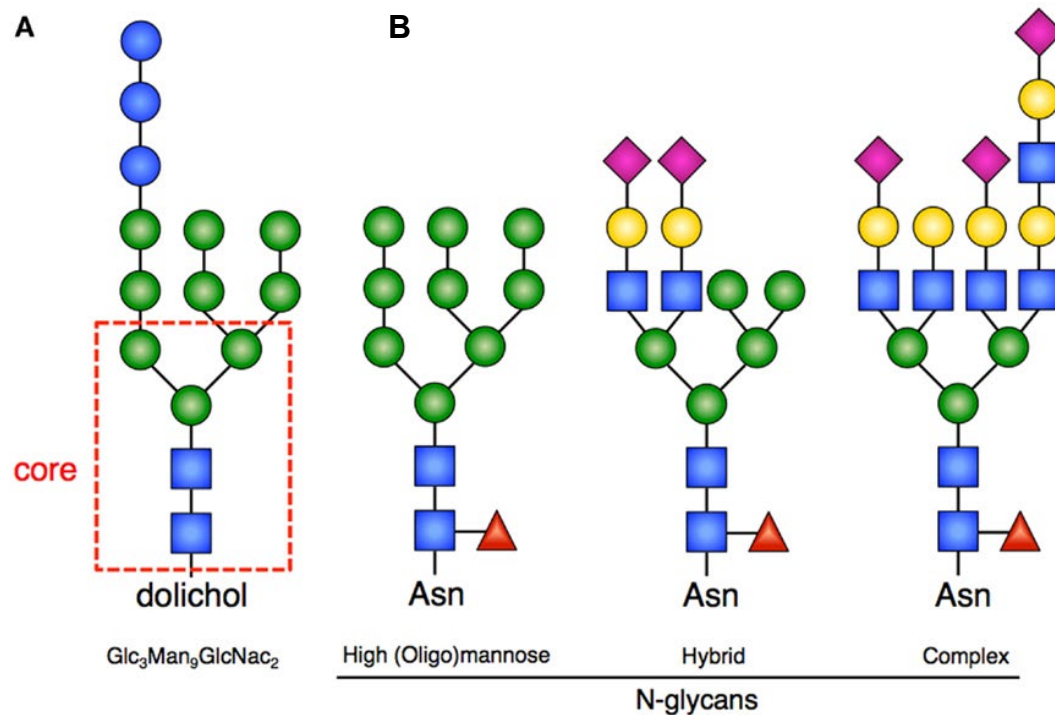 A
B
core
dolichol
Asn
Asn
Asn
Glc₃Man₉GlcNac₂
High (Oligo)mannose
Hybrid
Complex
N-glycans